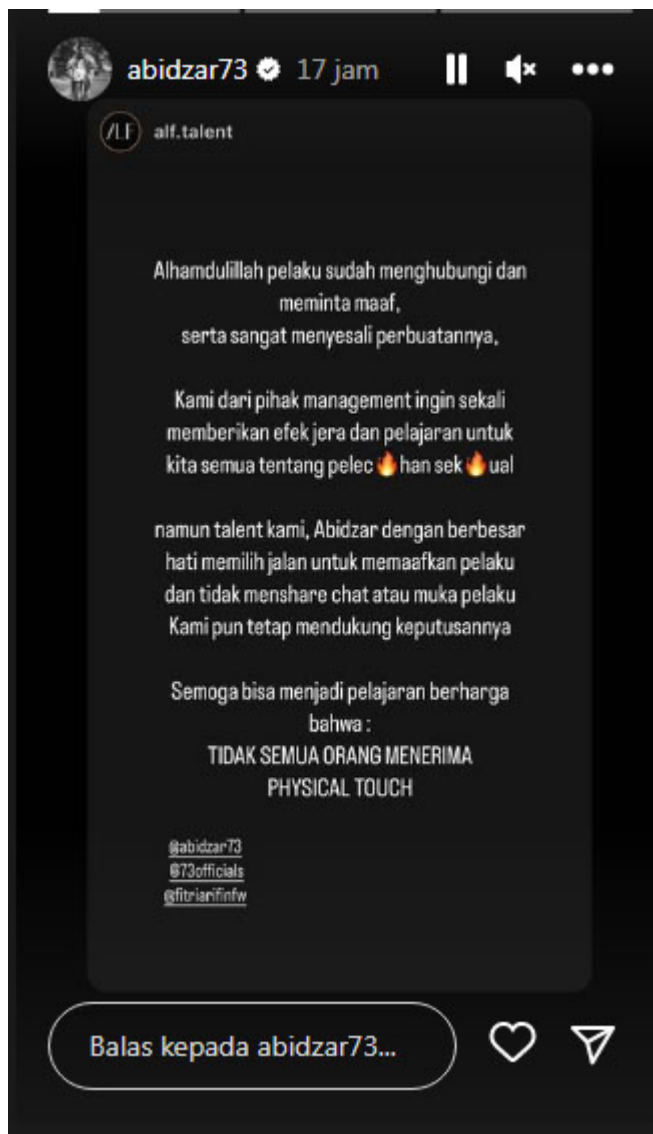 abidzar73 17 jam
ALF alf.talent
Alhamdulillah pelaku sudah menghubungi dan
meminta maaf,
serta sangat menyesali perbuatannya,
Kami dari pihak management ingin sekali
memberikan efek jera dan pelajaran untuk
kita semua tentang pelec🔥han sek🔥ual
namun talent kami, Abidzar dengan berbesar
hati memilih jalan untuk memaafkan pelaku
dan tidak menshare chat atau muka pelaku
Kami pun tetap mendukung keputusannya
Semoga bisa menjadi pelajaran berharga
bahwa :
TIDAK SEMUA ORANG MENERIMA
PHYSICAL TOUCH
@abidzar73
@73officials
@fitriarifinfw
Balas kepada abidzar73...